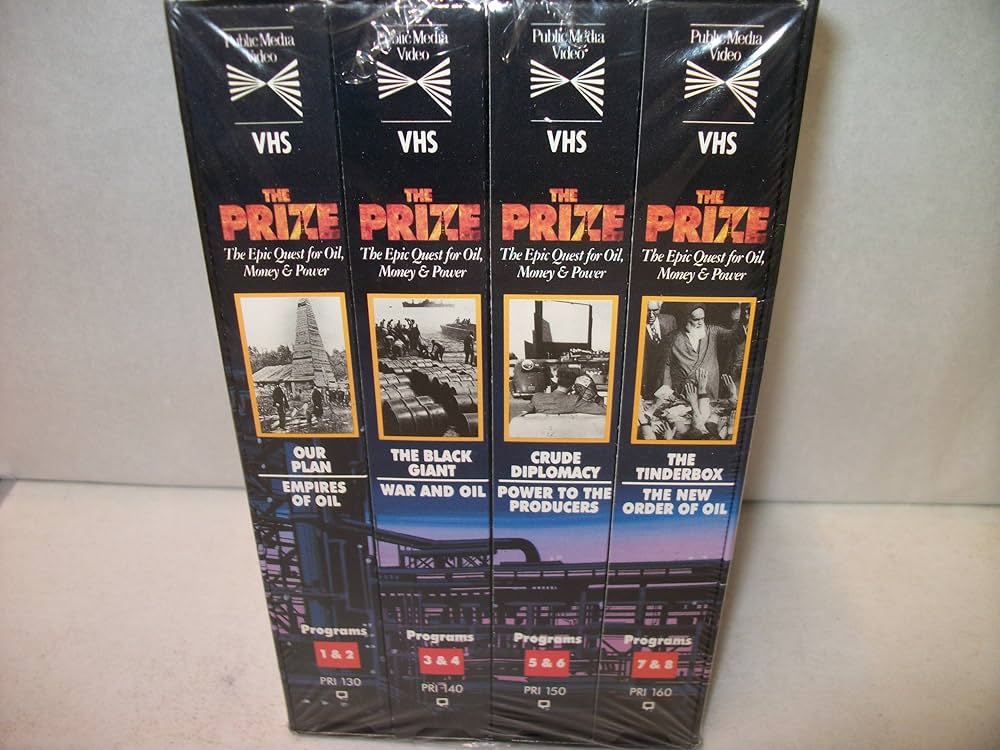 Public Media
Video
VHS
THE
PRIZE
The Epic Quest for Oil,
Money & Power
OUR
PLAN
EMPIRES
OF OIL
Programs
1 & 2
PRI 130
Public Media
Video
VHS
THE
PRIZE
The Epic Quest for Oil,
Money & Power
THE BLACK
GIANT
WAR AND OIL
Programs
3 & 4
PRI 140
Public Media
Video
VHS
THE
PRIZE
The Epic Quest for Oil,
Money & Power
CRUDE
DIPLOMACY
POWER TO THE
PRODUCERS
Programs
5 & 6
PRI 150
Public Media
Video
VHS
THE
PRIZE
The Epic Quest for Oil,
Money & Power
THE
TINDERBOX
THE NEW
ORDER OF OIL
Programs
7 & 8
PRI 160